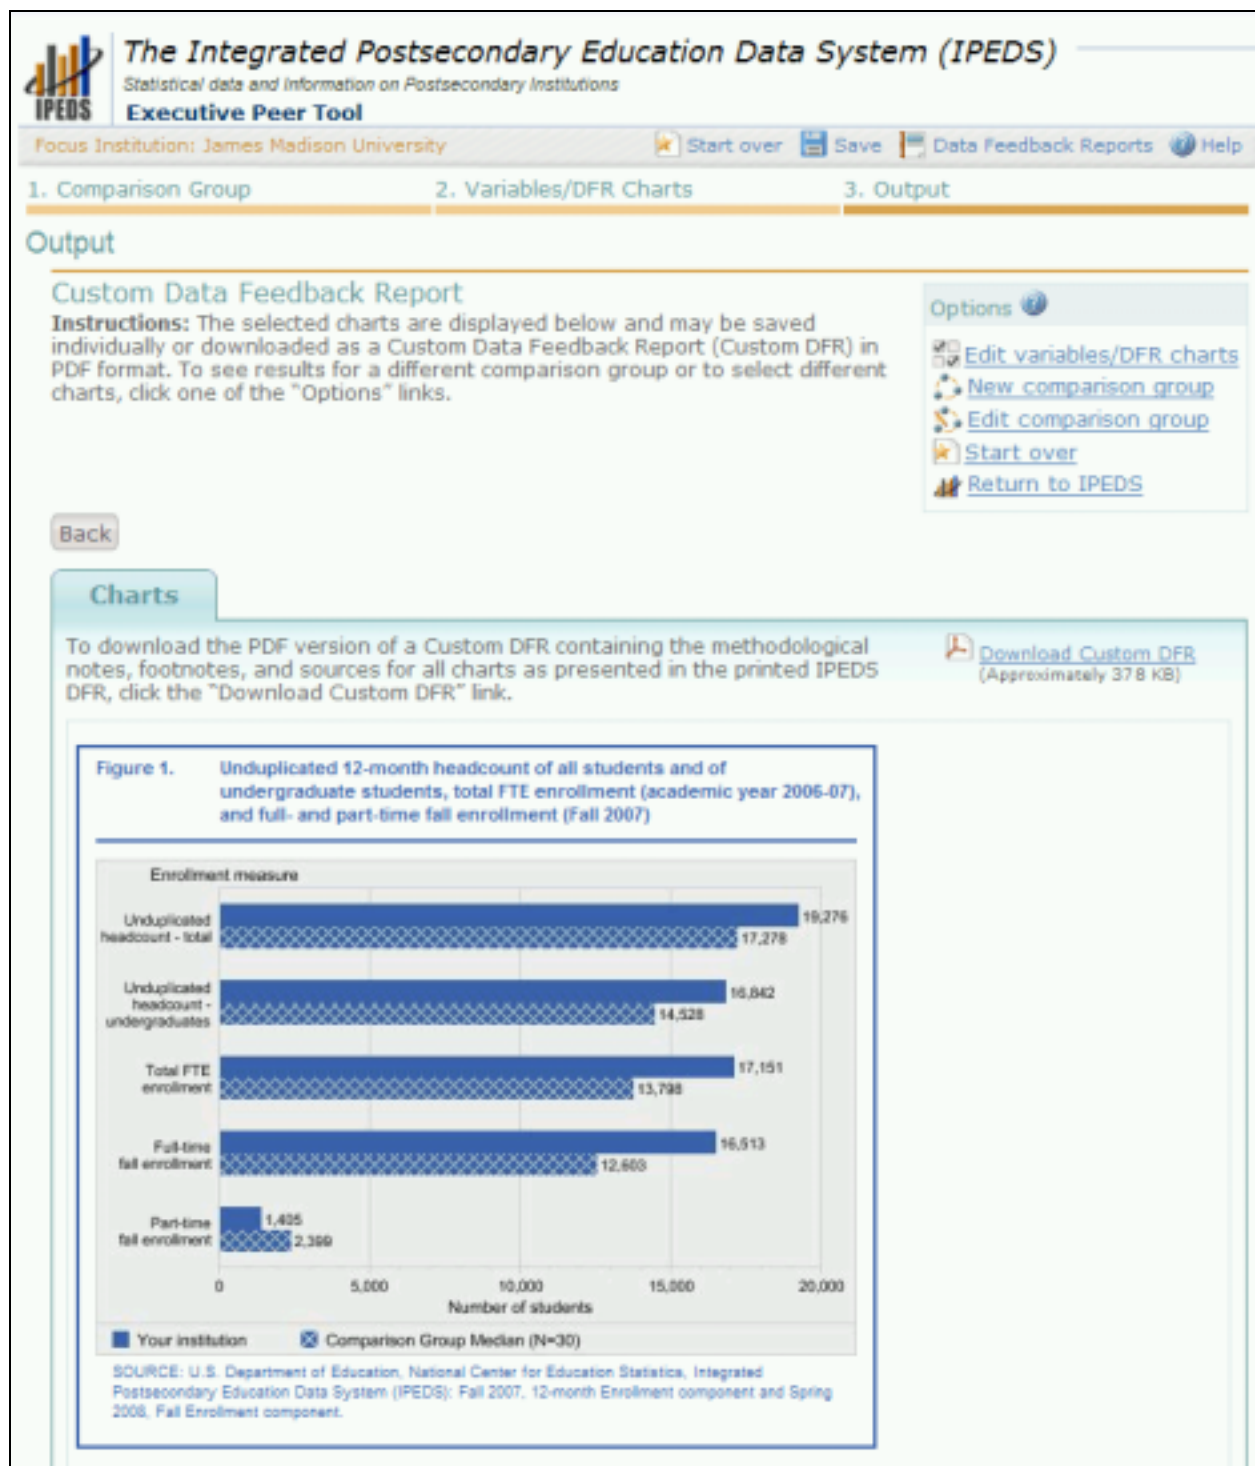 The Integrated Postsecondary Education Data System (IPEDS)
Statistical data and Information on Postsecondary Institutions
IPEDS
Executive Peer Tool
Focus Institution: James Madison University
Start over Save Data Feedback Reports Help
1. Comparison Group 2. Variables/DFR Charts 3. Output
Output
Custom Data Feedback Report
Instructions: The selected charts are displayed below and may be saved
individually or downloaded as a Custom Data Feedback Report (Custom DFR) in
PDF format. To see results for a different comparison group or to select different
charts, click one of the "Options" links.
Options
Edit variables/DFR charts
New comparison group
Edit comparison group
Start over
Return to IPEDS
Back
Charts
To download the PDF version of a Custom DFR containing the methodological
notes, footnotes, and sources for all charts as presented in the printed IPEDS
DFR, click the "Download Custom DFR" link.
Download Custom DFR
(Approximately 378 KB)
Figure 1. Unduplicated 12-month headcount of all students and of
undergraduate students, total FTE enrollment (academic year 2006-07),
and full- and part-time fall enrollment (Fall 2007)
Enrollment measure
Unduplicated
headcount - total
19,276
17,278
Unduplicated
headcount -
undergraduates
16,842
14,528
Total FTE
enrollment
17,151
13,798
Full-time
fall enrollment
16,513
12,603
Part-time
fall enrollment
1,405
2,399
0 5,000 10,000 15,000 20,000
Number of students
Your institution Comparison Group Median (N=30)
SOURCE: U.S. Department of Education, National Center for Education Statistics, Integrated
Postsecondary Education Data System (IPEDS): Fall 2007, 12-month Enrollment component and Spring
2008, Fall Enrollment component.